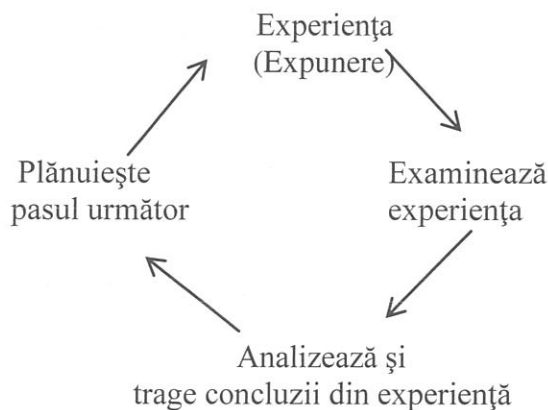 Experienţa
(Expunere)
Examinează
experienţa
Analizează şi
trage concluzii din experienţă
Plănuieşte
pasul următor